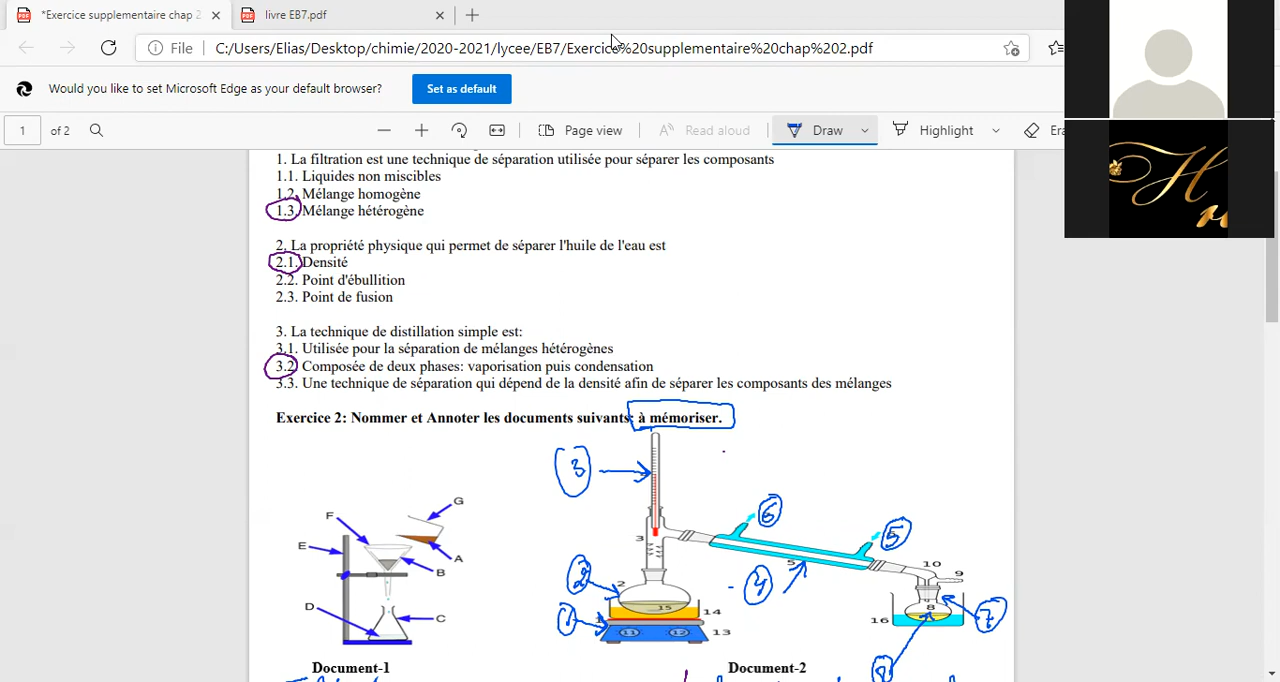 *Exercice supplementaire chap 2
livre EB7.pdf
File
C:/Users/Elias/Desktop/chimie/2020-2021/lycee/EB7/Exercice%20supplementaire%20chap%202.pdf
Would you like to set Microsoft Edge as your default browser?
Set as default
1 of 2
Page view
Read aloud
Draw
Highlight
Era
1. La filtration est une technique de séparation utilisée pour séparer les composants
1.1. Liquides non miscibles
1.2. Mélange homogène
1.3. Mélange hétérogène
2. La propriété physique qui permet de séparer l'huile de l'eau est
2.1. Densité
2.2. Point d'ébullition
2.3. Point de fusion
3. La technique de distillation simple est:
3.1. Utilisée pour la séparation de mélanges hétérogènes
3.2. Composée de deux phases: vaporisation puis condensation
3.3. Une technique de séparation qui dépend de la densité afin de séparer les composants des mélanges
Exercice 2: Nommer et Annoter les documents suivants: à mémoriser.
3
G
F
6
E
A
5
3
B
5
10
9
2
2
4
D
C
15
14
8
7
1
1
11
12
13
16
8
Document-1
Document-2
H